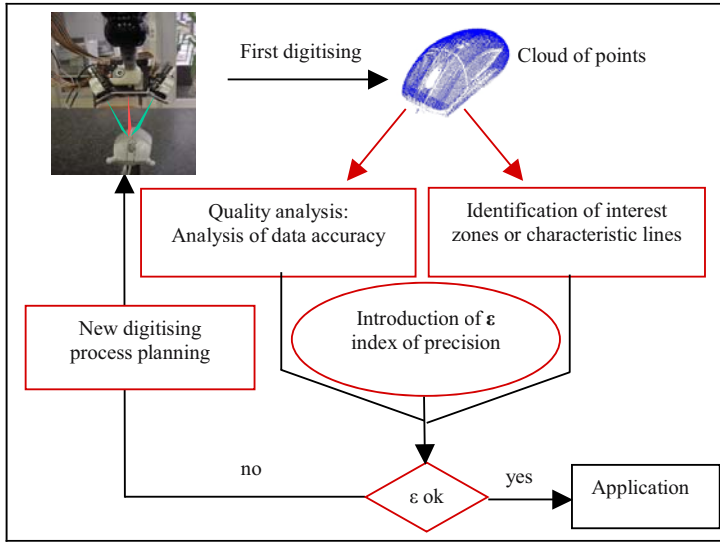 First digitising
Cloud of points
Quality analysis:
Analysis of data accuracy
Identification of interest
zones or characteristic lines
New digitising
process planning
Introduction of ε
index of precision
no
ε ok
yes
Application